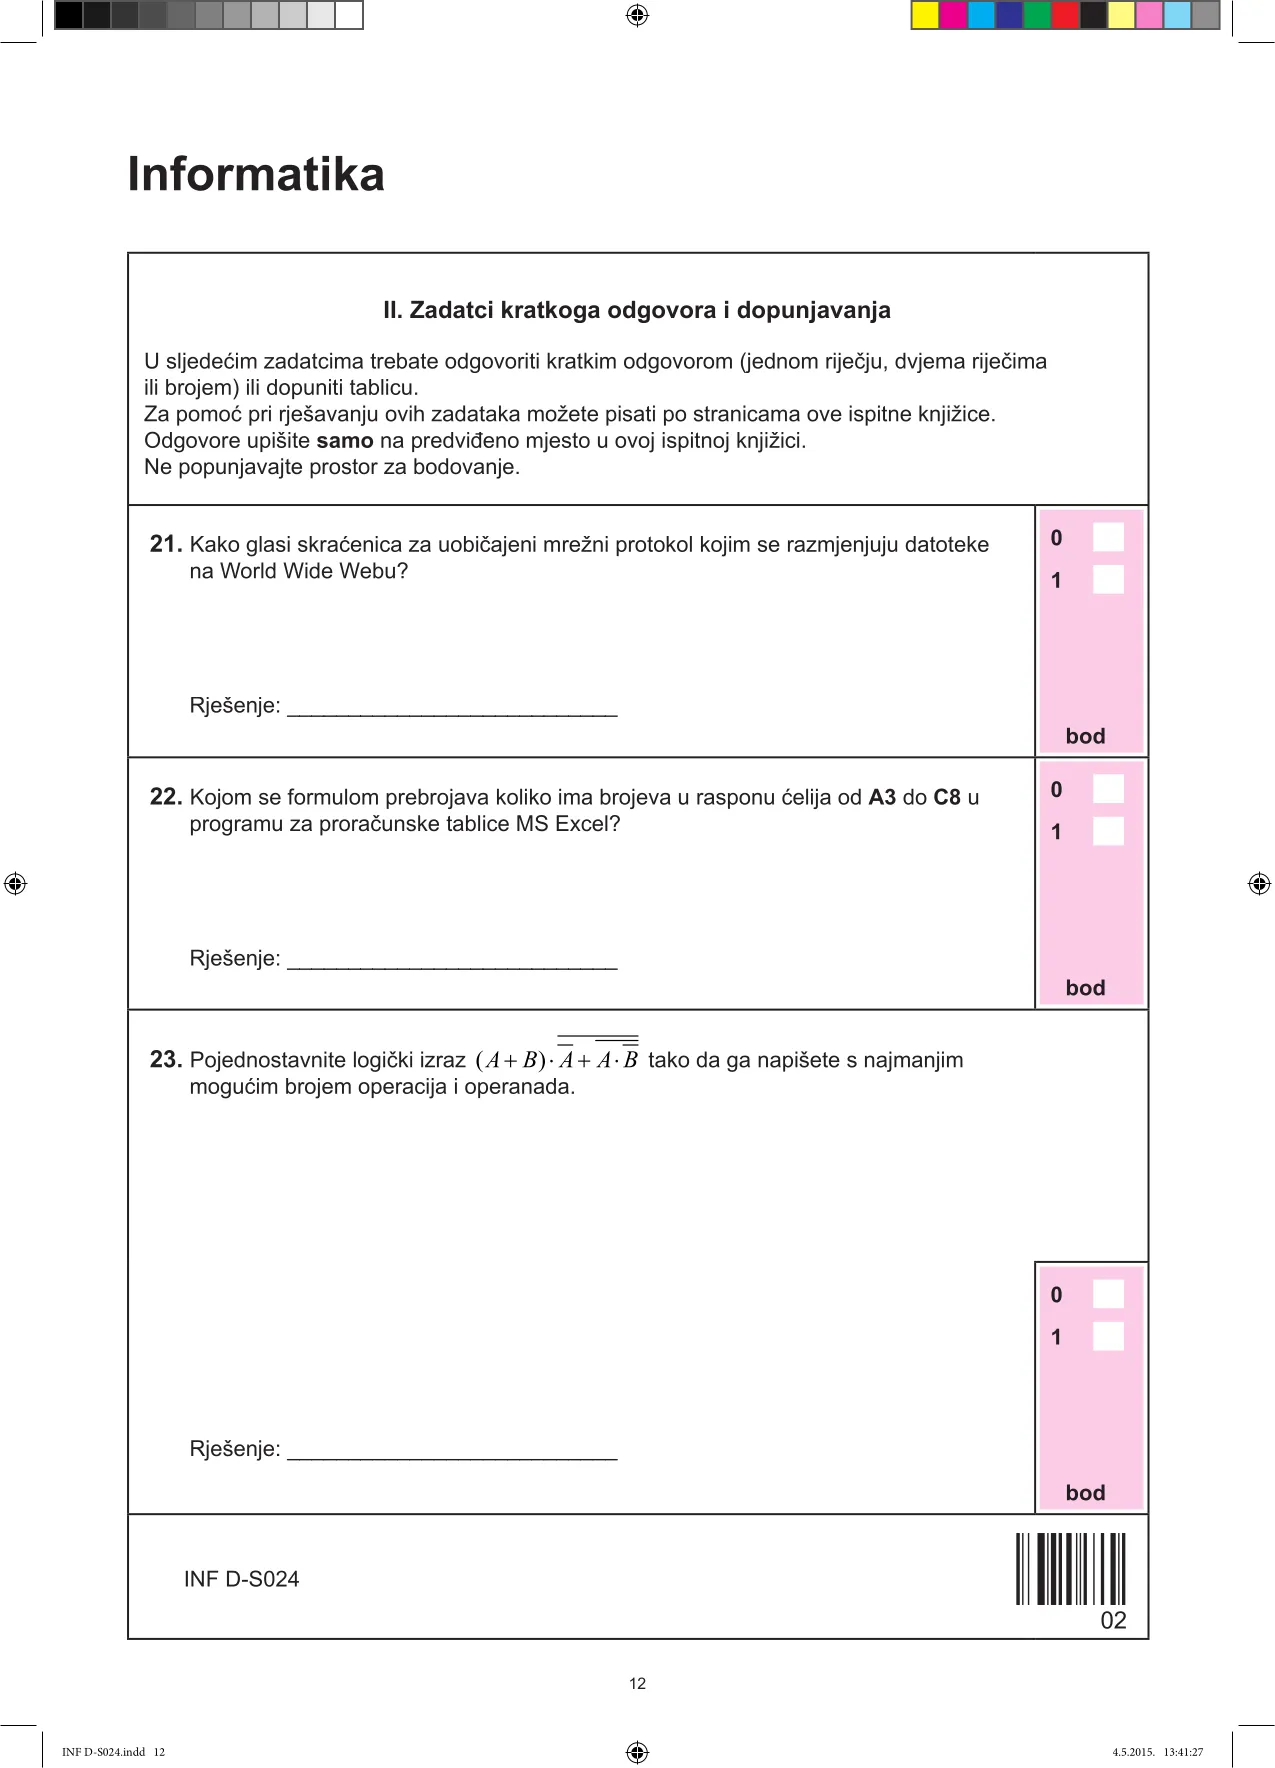 Informatika
II. Zadatci kratkoga odgovora i dopunjavanja
U sljedećim zadatcima trebate odgovoriti kratkim odgovorom (jednom riječju, dvjema riječima
ili brojem) ili dopuniti tablicu.
Za pomoć pri rješavanju ovih zadataka možete pisati po stranicama ove ispitne knjižice.
Odgovore upišite samo na predviđeno mjesto u ovoj ispitnoj knjižici.
Ne popunjavajte prostor za bodovanje.
21. Kako glasi skraćenica za uobičajeni mrežni protokol kojim se razmjenjuju datoteke
na World Wide Webu?
0
1
Rješenje: ___________________________
bod
22. Kojom se formulom prebrojava koliko ima brojeva u rasponu ćelija od A3 do C8 u
programu za proračunske tablice MS Excel?
0
1
Rješenje: ___________________________
bod
23. Pojednostavnite logički izraz $(A+B)\cdot\overline{\overline{A}+\overline{A\cdot\overline{B}}}$ tako da ga napišete s najmanjim
mogućim brojem operacija i operanada.
0
1
Rješenje: ___________________________
bod
INF D-S024
02
12
INF D-S024.indd 12
4.5.2015. 13:41:27